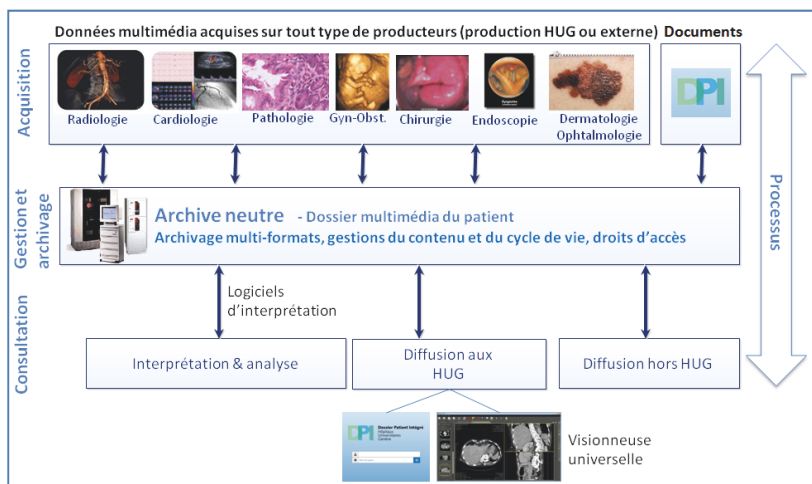 Données multimédia acquises sur tout type de producteurs (production HUG ou externe) Documents
Acquisition
Radiologie
Cardiologie
Pathologie
Gyn-Obst.
Chirurgie
Endoscopie
Dermatologie
Ophtalmologie
DPI
Gestion et
archivage
Archive neutre - Dossier multimédia du patient
Archivage multi-formats, gestions du contenu et du cycle de vie, droits d'accès
Processus
Consultation
Logiciels
d'interprétation
Interprétation & analyse
Diffusion aux
HUG
Diffusion hors HUG
DPI
Dossier Patient Intégré
Visionneuse
universelle